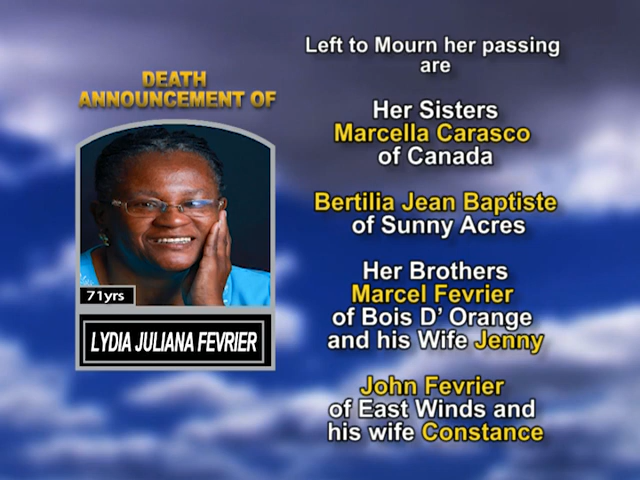 DEATH
ANNOUNCEMENT OF
71yrs
LYDIA JULIANA FEVRIER
Left to Mourn her passing
are
Her Sisters
Marcella Carasco
of Canada
Bertilia Jean Baptiste
of Sunny Acres
Her Brothers
Marcel Fevrier
of Bois D' Orange
and his Wife Jenny
John Fevrier
of East Winds and
his wife Constance